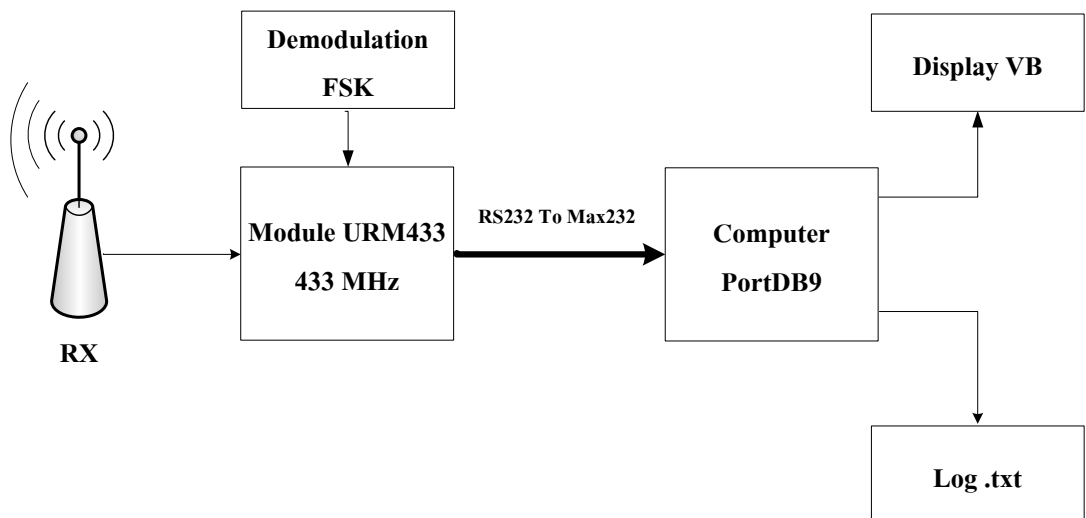 Demodulation
FSK
Display VB
RX
Module URM433
433 MHz
RS232 To Max232
Computer
PortDB9
Log .txt